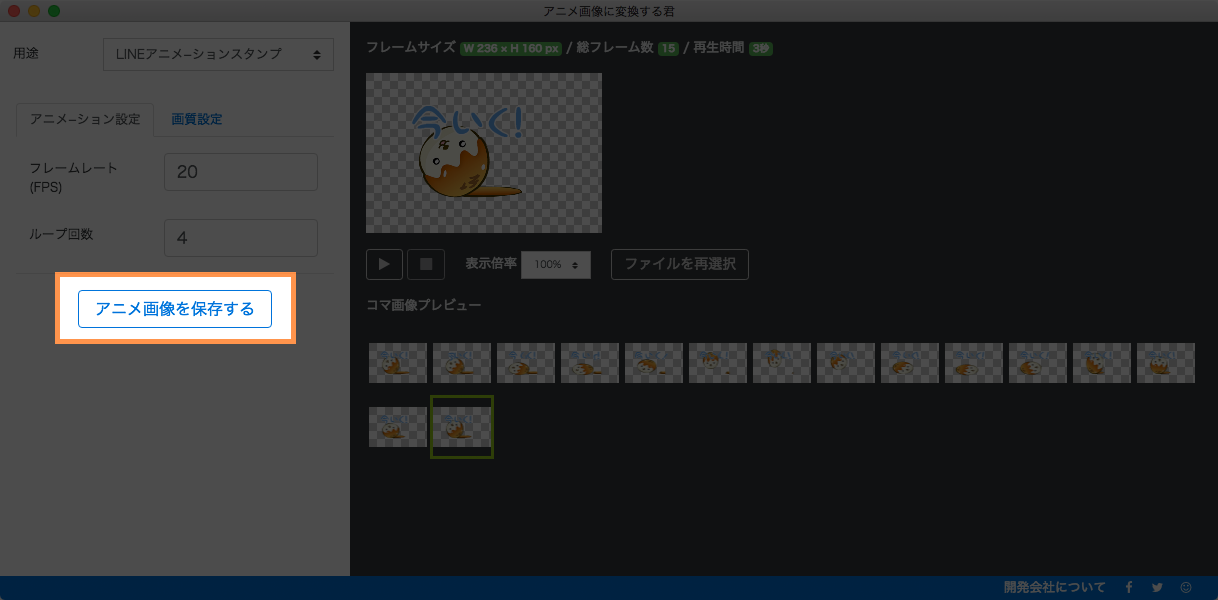 アニメ画像に変換する君
用途
LINEアニメーションスタンプ
アニメーション設定
画質設定
フレームレート
(FPS)
20
ループ回数
4
アニメ画像を保存する
フレームサイズ W 236 × H 160 px / 総フレーム数 15 / 再生時間 3秒
今いく!
表示倍率
100%
ファイルを再選択
コマ画像プレビュー
開発会社について